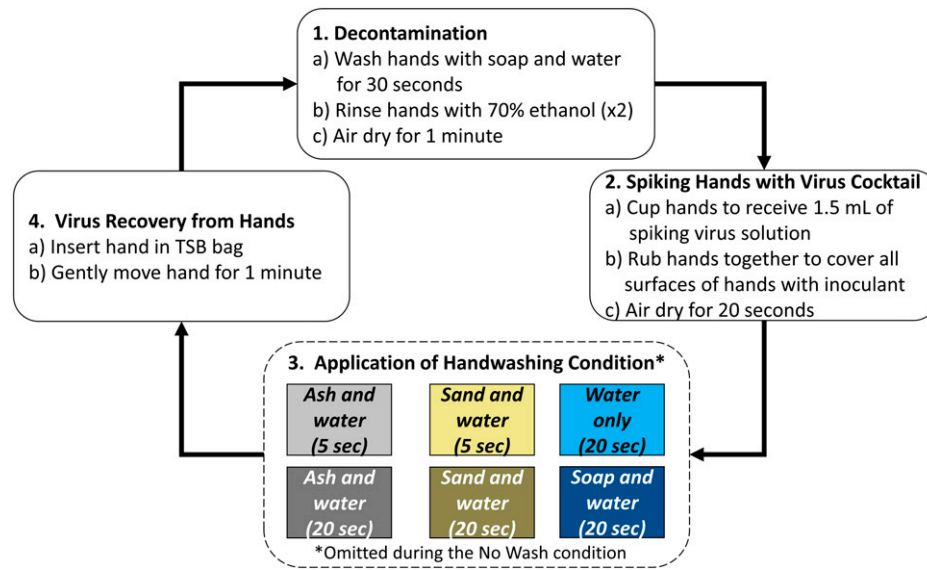 1. Decontamination
a) Wash hands with soap and water
for 30 seconds
b) Rinse hands with 70% ethanol (x2)
c) Air dry for 1 minute
2. Spiking Hands with Virus Cocktail
a) Cup hands to receive 1.5 mL of
spiking virus solution
b) Rub hands together to cover all
surfaces of hands with inoculant
c) Air dry for 20 seconds
3. Application of Handwashing Condition*
Ash and
water
(5 sec)
Sand and
water
(5 sec)
Water
only
(20 sec)
Ash and
water
(20 sec)
Sand and
water
(20 sec)
Soap and
water
(20 sec)
*Omitted during the No Wash condition
4. Virus Recovery from Hands
a) Insert hand in TSB bag
b) Gently move hand for 1 minute